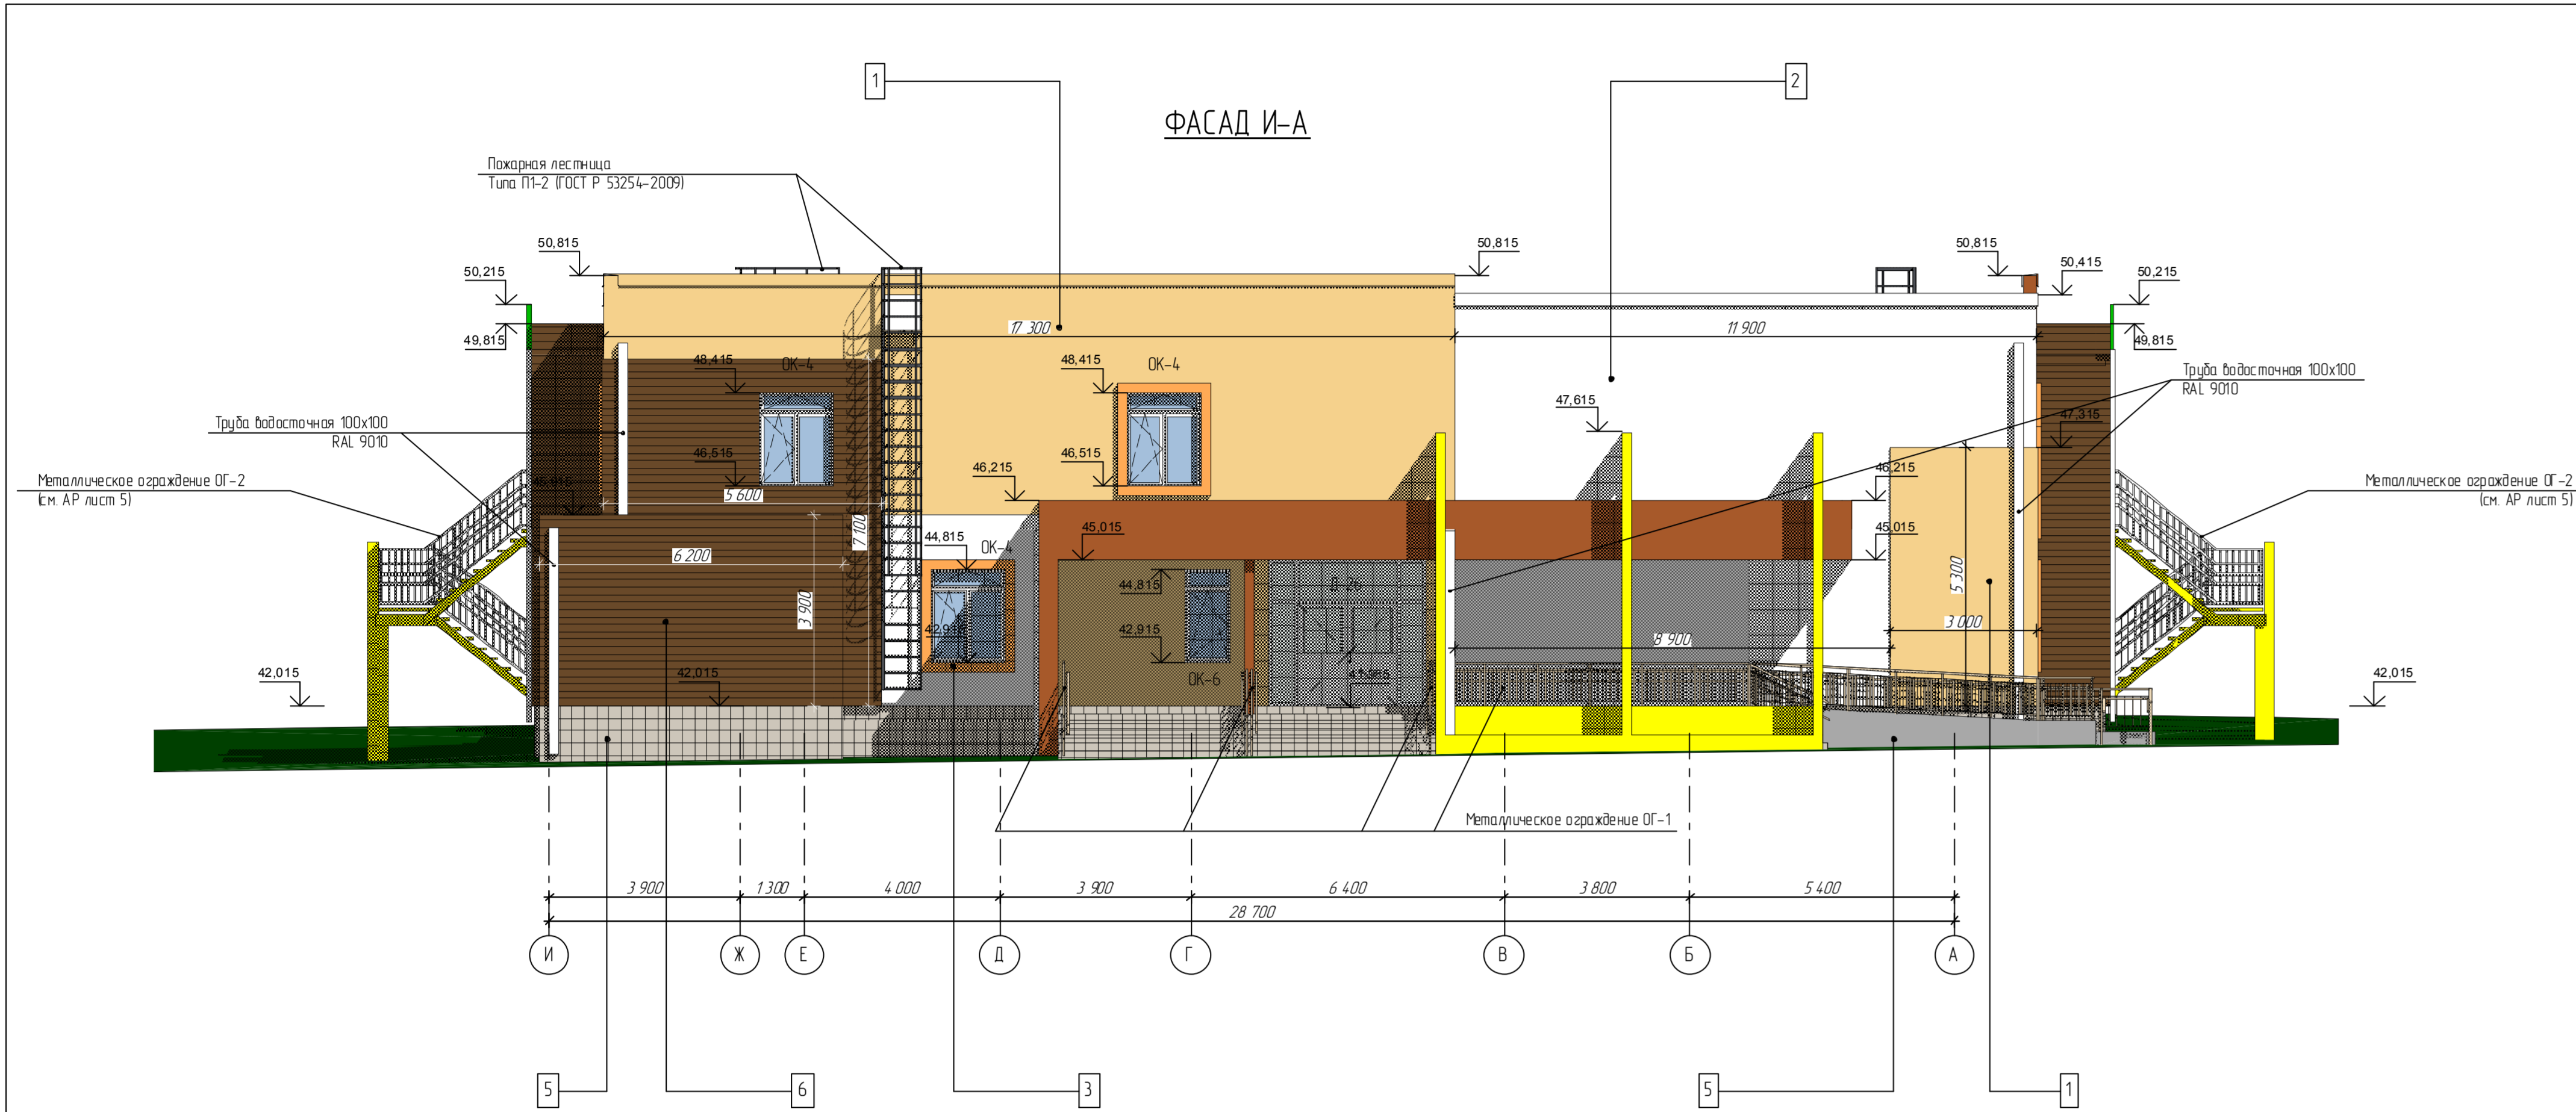 1
2
ФАСАД И-А
Пожарная лестница
Типа П1-2 (ГОСТ Р 53254-2009)
50,815
50,815
50,815
50,415
50,215
50,215
49,815
49,815
17 300
11 900
48,415
ОК-4
48,415
ОК-4
Труба водосточная 100х100
RAL 9010
Труба водосточная 100х100
RAL 9010
47,615
47,315
46,515
46,515
46,215
46,215
Металлическое ограждение ОГ-2
(см. АР лист 5)
Металлическое ограждение ОГ-2
(см. АР лист 5)
5 600
7 100
6 200
3 900
44,815
ОК-4
45,015
45,015
44,815
42,915
42,915
ОК-6
8 900
5 300
3 000
42,015
42,015
42,015
Металлическое ограждение ОГ-1
3 900
1 300
4 000
3 900
6 400
3 800
5 400
28 700
И
Ж
Е
Д
Г
В
Б
А
5
6
3
5
1